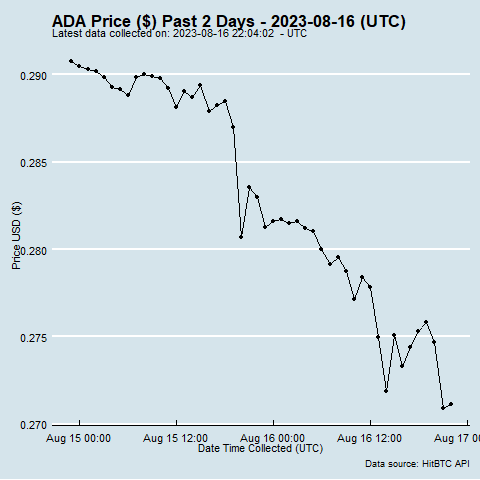 ADA Price ($) Past 2 Days - 2023-08-16 (UTC)
Latest data collected on: 2023-08-16 22:04:02 - UTC
Price USD ($)
0.290
0.285
0.280
0.275
0.270
Aug 15 00:00 Aug 15 12:00 Aug 16 00:00 Aug 16 12:00 Aug 17 00:
Date Time Collected (UTC)
Data source: HitBTC API